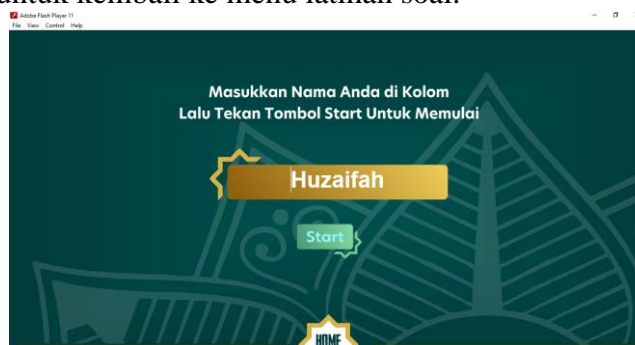 untuk kembali ke menu latihan soal.
Adobe Flash Player 11
File View Control Help
Masukkan Nama Anda di Kolom
Lalu Tekan Tombol Start Untuk Memulai
Huzaifah
Start
HOME